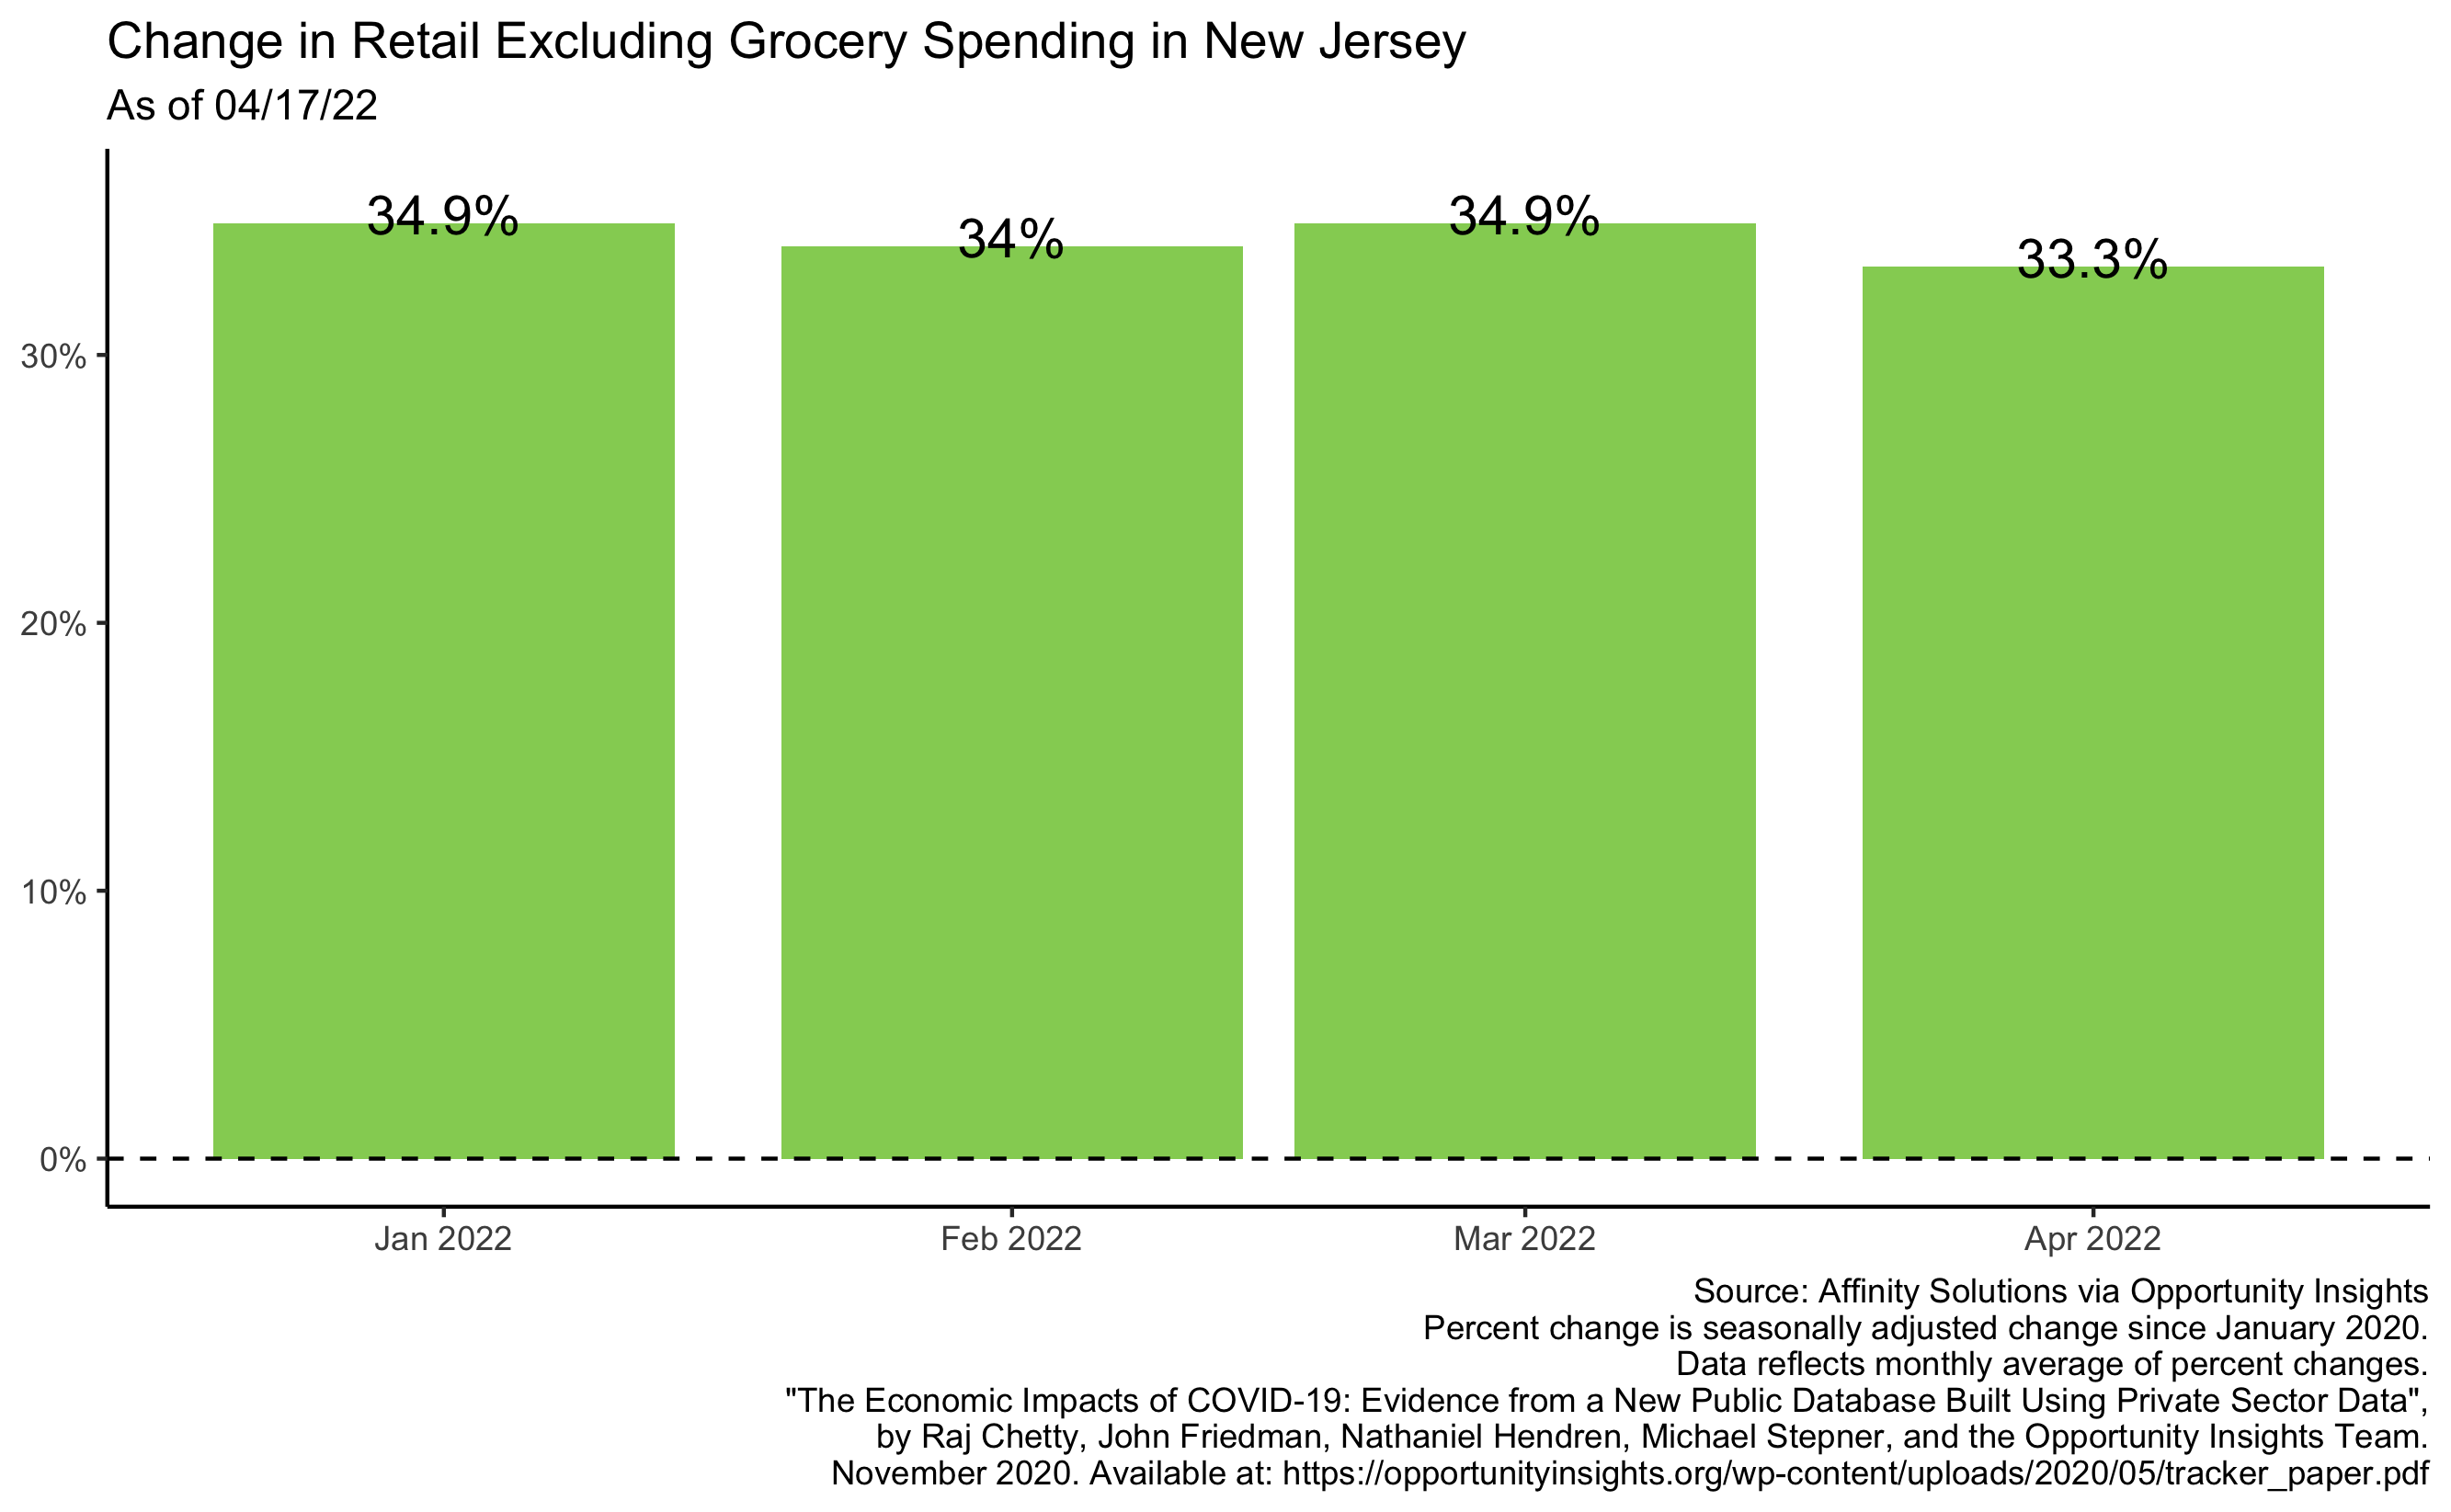 Change in Retail Excluding Grocery Spending in New Jersey
As of 04/17/22
34.9%
34%
34.9%
33.3%
30%
20%
10%
0%
Jan 2022
Feb 2022
Mar 2022
Apr 2022
Source: Affinity Solutions via Opportunity Insights
Percent change is seasonally adjusted change since January 2020.
Data reflects monthly average of percent changes.
"The Economic Impacts of COVID-19: Evidence from a New Public Database Built Using Private Sector Data",
by Raj Chetty, John Friedman, Nathaniel Hendren, Michael Stepner, and the Opportunity Insights Team.
November 2020. Available at: https://opportunityinsights.org/wp-content/uploads/2020/05/tracker_paper.pdf